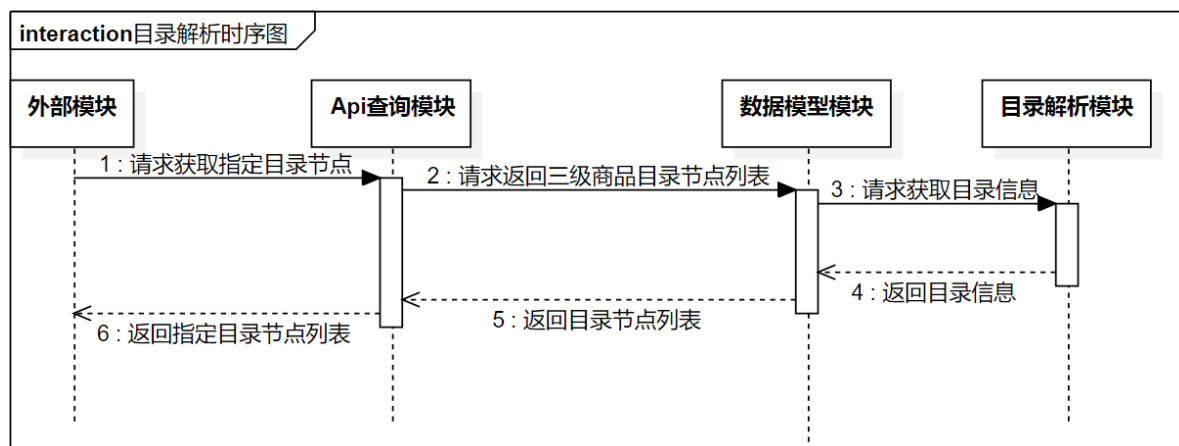 interaction目录解析时序图
外部模块
Api查询模块
数据模型模块
目录解析模块
1 : 请求获取指定目录节点
2 : 请求返回三级商品目录节点列表
3 : 请求获取目录信息
4 : 返回目录信息
5 : 返回目录节点列表
6 : 返回指定目录节点列表